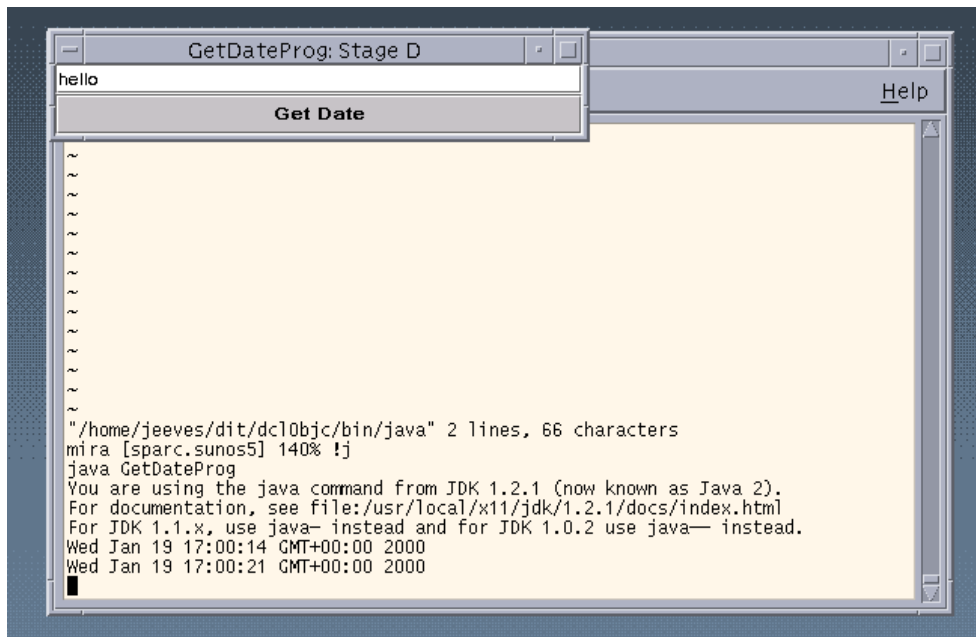 GetDateProg: Stage D
hello
Get Date
Help
~
~
~
~
~
~
~
~
~
~
~
~
~
~
"/home/jeeves/dit/dcl0bjc/bin/java" 2 lines, 66 characters
mira [sparc.sunos5] 140% !j
java GetDateProg
You are using the java command from JDK 1.2.1 (now known as Java 2).
For documentation, see file:/usr/local/x11/jdk/1.2.1/docs/index.html
For JDK 1.1.x, use java- instead and for JDK 1.0.2 use java-- instead.
Wed Jan 19 17:00:14 GMT+00:00 2000
Wed Jan 19 17:00:21 GMT+00:00 2000